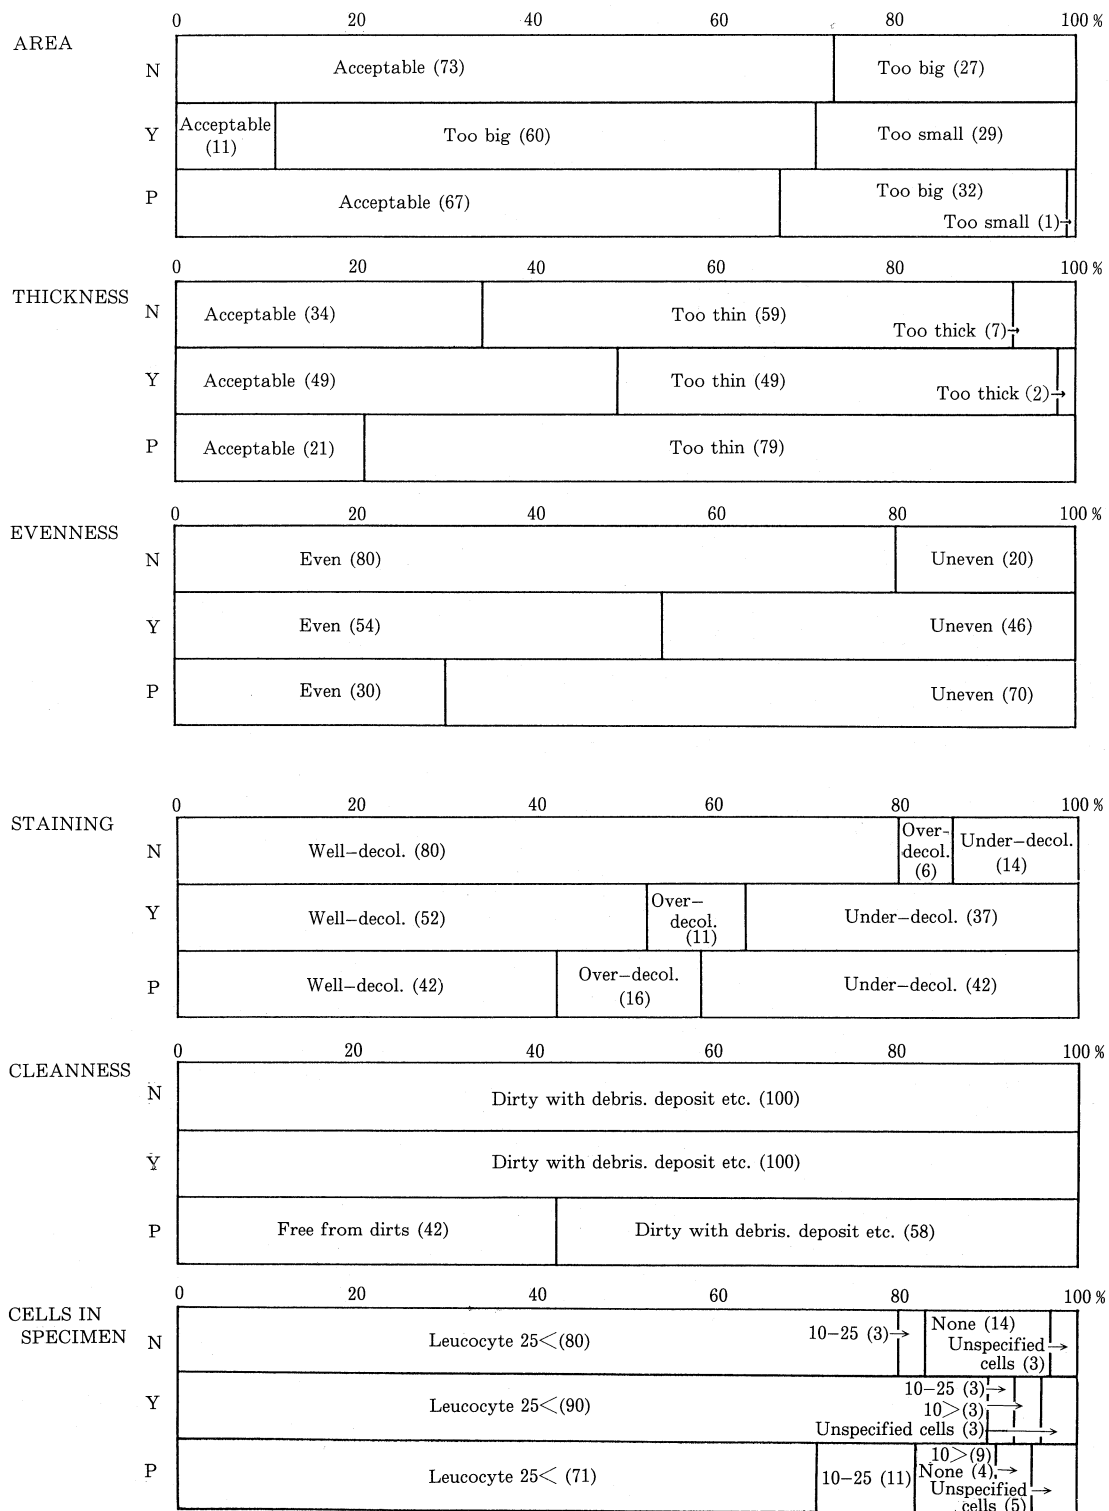 0 20 40 60 80 100 %
AREA
N Acceptable (73) Too big (27)
Y Acceptable (11) Too big (60) Too small (29)
P Acceptable (67) Too big (32)
Too small (1)→
0 20 40 60 80 100 %
THICKNESS
N Acceptable (34) Too thin (59) Too thick (7)→
Y Acceptable (49) Too thin (49) Too thick (2)→
P Acceptable (21) Too thin (79)
0 20 40 60 80 100 %
EVENNESS
N Even (80) Uneven (20)
Y Even (54) Uneven (46)
P Even (30) Uneven (70)
0 20 40 60 80 100 %
STAINING
N Well–decol. (80) Over-decol. (6) Under–decol. (14)
Y Well–decol. (52) Over–decol. (11) Under–decol. (37)
P Well–decol. (42) Over–decol. (16) Under–decol. (42)
0 20 40 60 80 100 %
CLEANNESS
N Dirty with debris. deposit etc. (100)
Y Dirty with debris. deposit etc. (100)
P Free from dirts (42) Dirty with debris. deposit etc. (58)
0 20 40 60 80 100 %
CELLS IN
SPECIMEN
N Leucocyte 25<(80) 10−25 (3)→ None (14)
Unspecified →
cells (3)
Y Leucocyte 25<(90) 10−25 (3)→
10>(3)→
Unspecified cells (3)→
P Leucocyte 25< (71) 10−25 (11) 10>(9)
None (4)→
Unspecified →
cells (5)